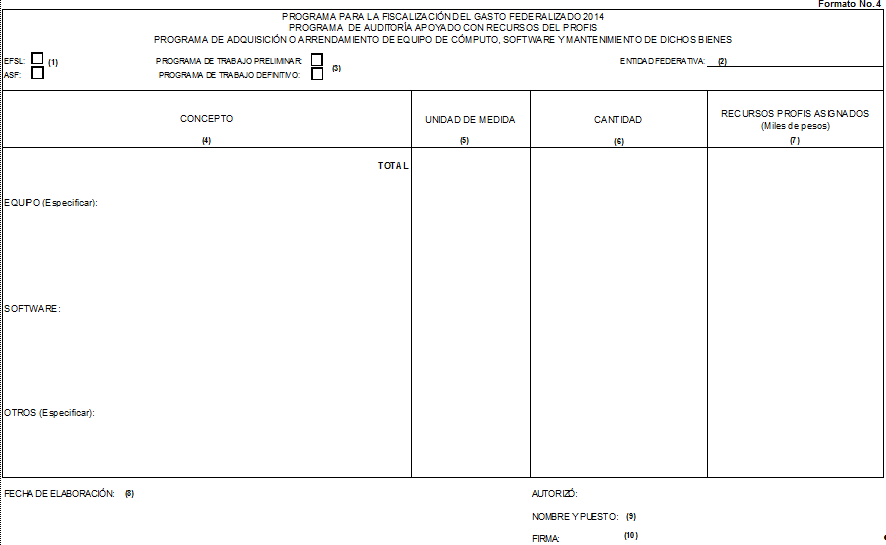 Formato No. 4
PROGRAMA PARA LA FISCALIZACIÓN DEL GASTO FEDERALIZADO 2014
PROGRAMA DE AUDITORÍA APOYADO CON RECURSOS DEL PROFIS
PROGRAMA DE ADQUISICIÓN O ARRENDAMIENTO DE EQUIPO DE CÓMPUTO, SOFTWARE Y MANTENIMIENTO DE DICHOS BIENES
EFSL: (1) PROGRAMA DE TRABAJO PRELIMINAR: ENTIDAD FEDERATIVA: (2)
ASF: PROGRAMA DE TRABAJO DEFINITIVO: (3)
CONCEPTO UNIDAD DE MEDIDA CANTIDAD RECURSOS PROFIS ASIGNADOS
(Miles de pesos)
(4) (5) (6) (7)
TOTAL
EQUIPO (Especificar):
SOFTWARE:
OTROS (Especificar):
FECHA DE ELABORACIÓN: (8) AUTORIZÓ:
NOMBRE Y PUESTO: (9)
FIRMA: (10)